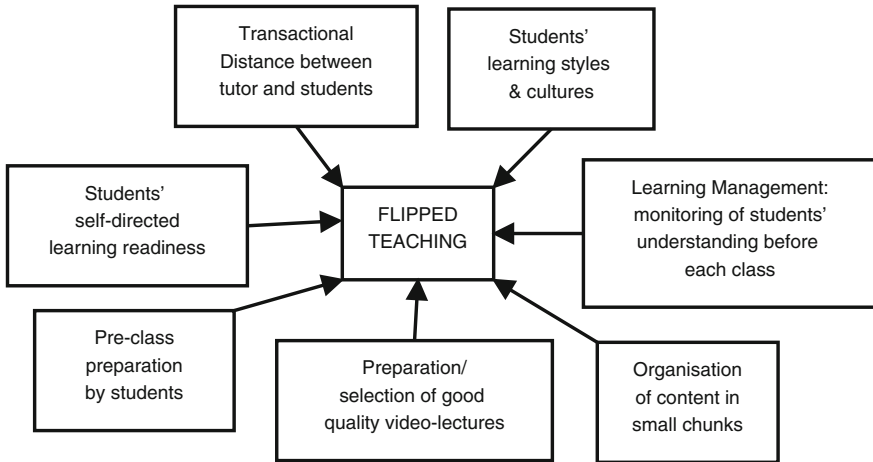 Transactional
Distance between
tutor and students
Students'
learning styles
& cultures
Students'
self-directed
learning readiness
FLIPPED
TEACHING
Learning Management:
monitoring of students'
understanding before
each class
Pre-class
preparation
by students
Preparation/
selection of good
quality video-lectures
Organisation
of content in
small chunks